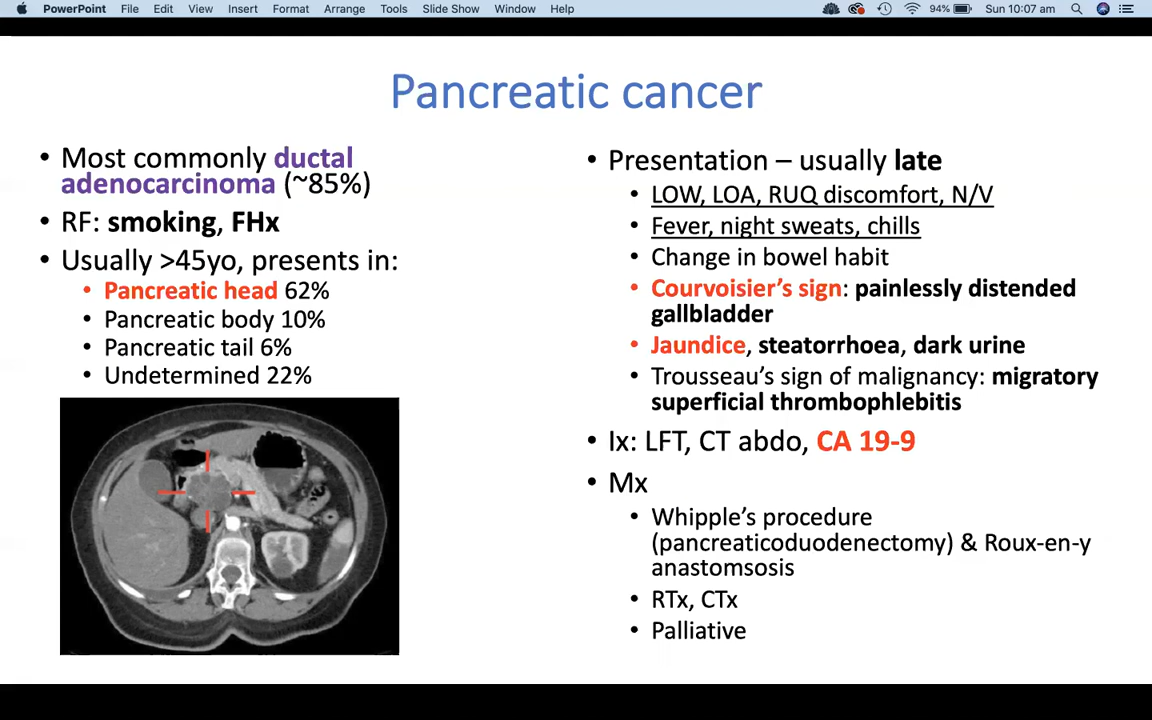 PowerPoint File Edit View Insert Format Arrange Tools Slide Show Window Help 94% Sun 10:07 am
Pancreatic cancer
• Most commonly ductal
adenocarcinoma (~85%)
• RF: smoking, FHx
• Usually >45yo, presents in:
• Pancreatic head 62%
• Pancreatic body 10%
• Pancreatic tail 6%
• Undetermined 22%
• Presentation – usually late
• LOW, LOA, RUQ discomfort, N/V
• Fever, night sweats, chills
• Change in bowel habit
• Courvoisier's sign: painlessly distended
gallbladder
• Jaundice, steatorrhoea, dark urine
• Trousseau's sign of malignancy: migratory
superficial thrombophlebitis
• Ix: LFT, CT abdo, CA 19-9
• Mx
• Whipple's procedure
(pancreaticoduodenectomy) & Roux-en-y
anastomsosis
• RTx, CTx
• Palliative